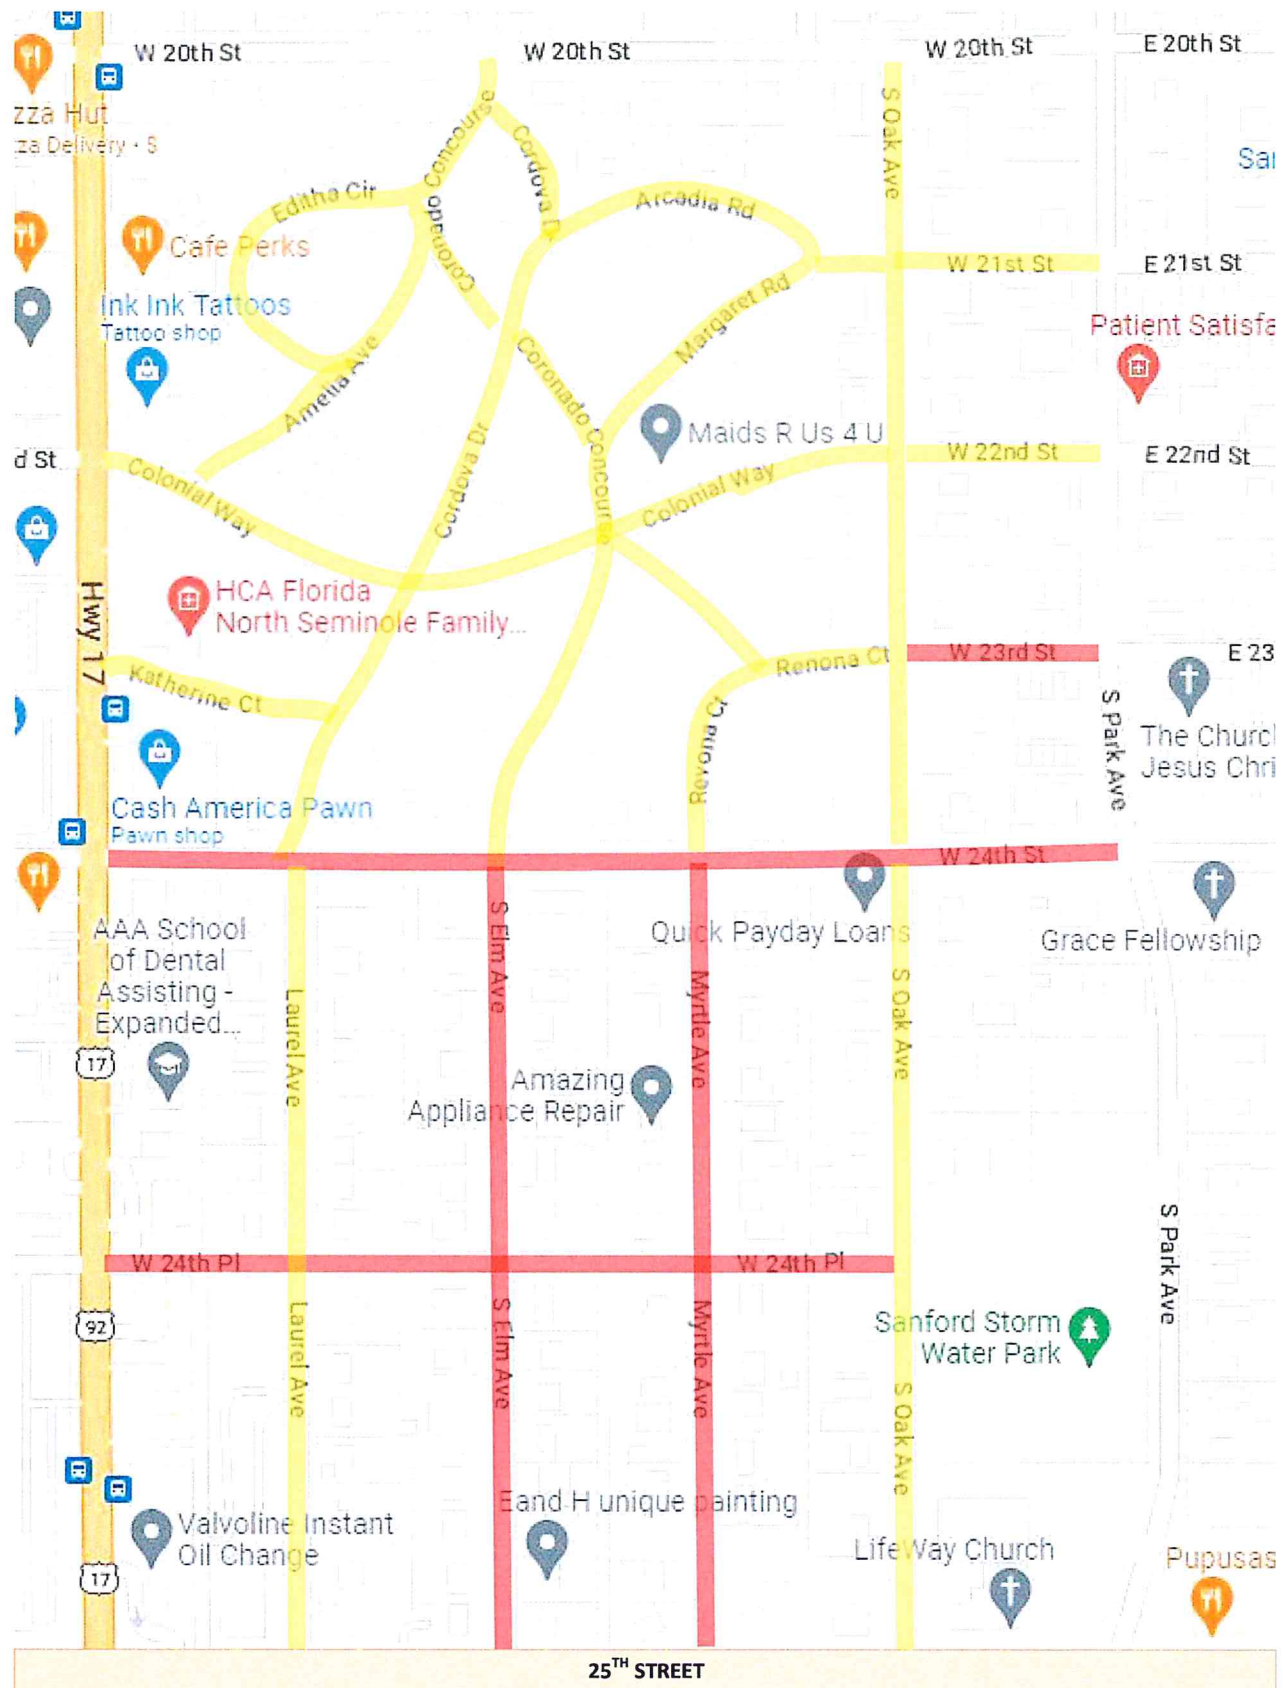 W 20th St
W 20th St
W 20th St
E 20th St
zza Hut
za Delivery · S
Concourse
Cordova D
S Oak Ave
Editha Cir
Arcadia Rd
Cafe Perks
Coronado
W 21st St
E 21st St
Ink Ink Tattoos
Tattoo shop
Margaret Rd
Patient Satisfa
Amelia Ave
Coronado Concourse
Maids R Us 4 U
d St
Colonial Way
Cordova Dr
Colonial Way
W 22nd St
E 22nd St
Hwy 17
HCA Florida
North Seminole Family...
Katherine Ct
Renona Ct
W 23rd St
E 23
S Park Ave
The Churcl
Jesus Chri
Cash America Pawn
Pawn shop
W 24th St
AAA School
of Dental
Assisting -
Expanded...
S Elm Ave
Quick Payday Loans
Grace Fellowship
Laurel Ave
Myrtle Ave
S Oak Ave
17
Amazing
Appliance Repair
W 24th Pl
W 24th Pl
S Park Ave
92
Laurel Ave
S Elm Ave
Myrtle Ave
Sanford Storm
Water Park
S Oak Ave
Eand H unique painting
Valvoline Instant
Oil Change
LifeWay Church
Pupusas
17
25TH STREET